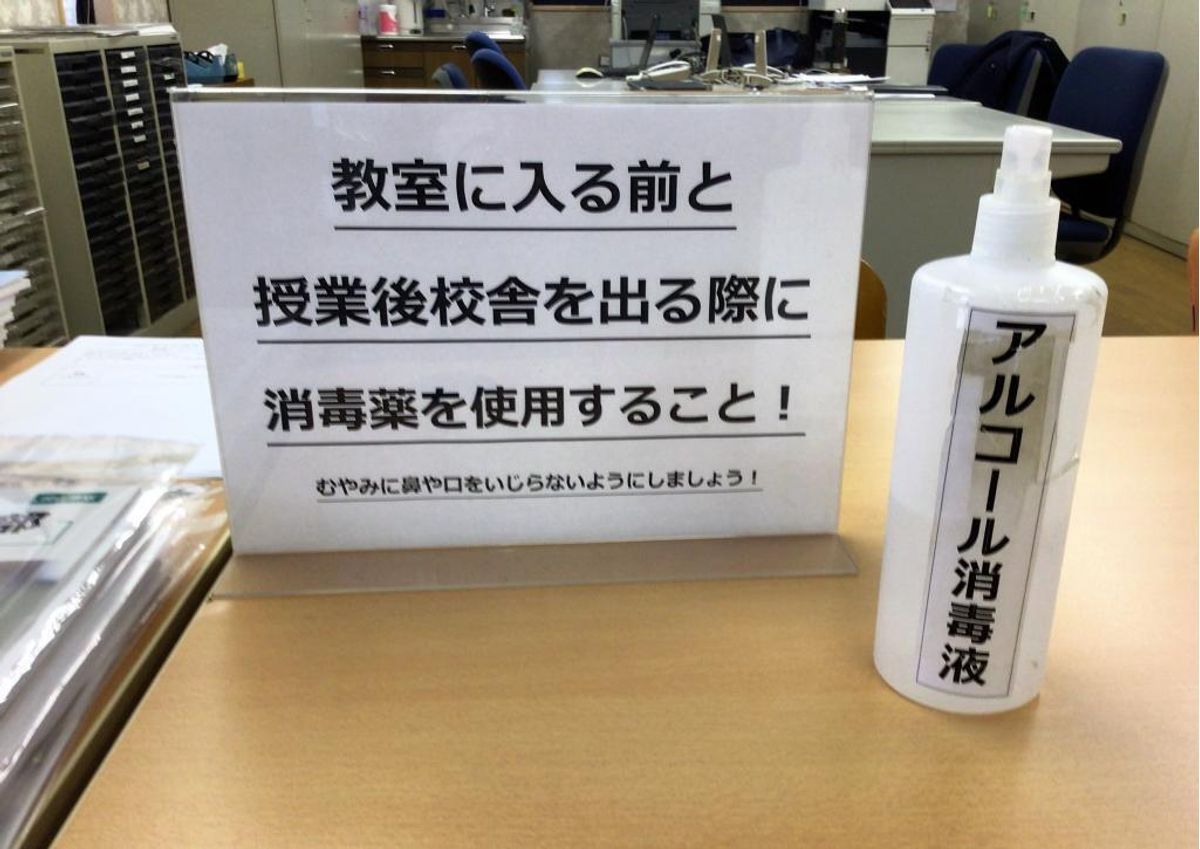 教室に入る前と
授業後校舎を出る際に
消毒薬を使用すること！
むやみに鼻や口をいじらないようにしましょう！
アルコール消毒液